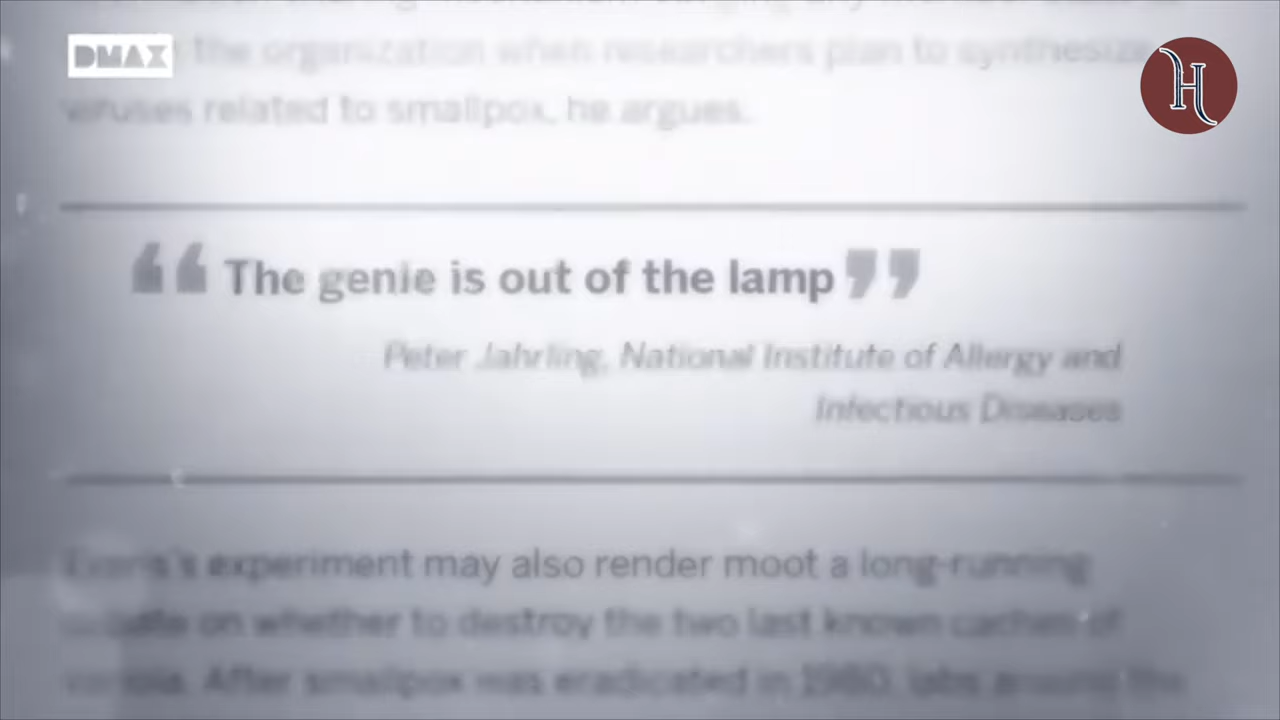 DMAX
H
the organization when researchers plan to synthesize
viruses related to smallpox, he argues.
“ The genie is out of the lamp ”
Peter Jahrling, National Institute of Allergy and
Infectious Diseases
Evans's experiment may also render moot a long-running
on whether to destroy the two last known caches of
variola. After smallpox was eradicated in 1980, labs around the